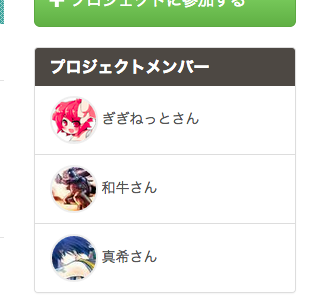 + プロジェクトに参加する
プロジェクトメンバー
ぎぎねっとさん
和牛さん
真希さん